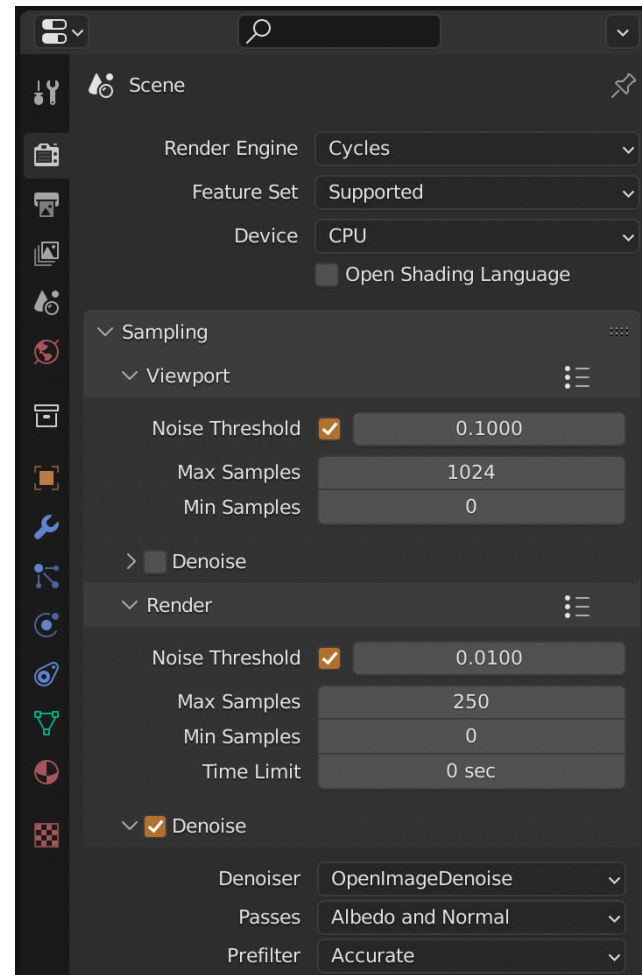 Scene
Render Engine Cycles
Feature Set Supported
Device CPU
Open Shading Language
Sampling
Viewport
Noise Threshold 0.1000
Max Samples 1024
Min Samples 0
Denoise
Render
Noise Threshold 0.0100
Max Samples 250
Min Samples 0
Time Limit 0 sec
Denoise
Denoiser OpenImageDenoise
Passes Albedo and Normal
Prefilter Accurate